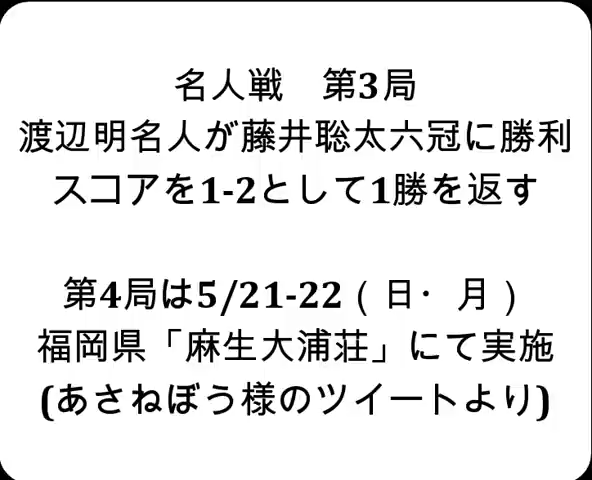 名人戦　第3局
渡辺明名人が藤井聡太六冠に勝利
スコアを1-2として1勝を返す
第4局は5/21-22（日・月）
福岡県「麻生大浦荘」にて実施
(あさねぼう様のツイートより)